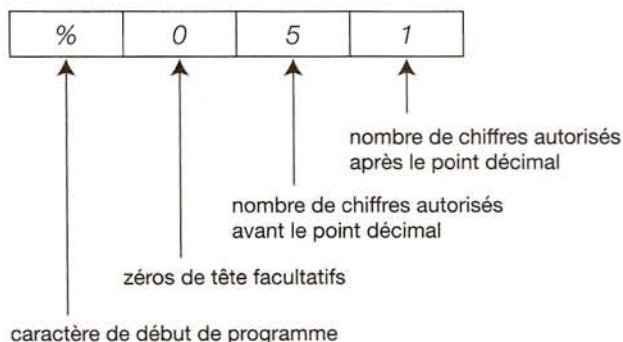 % 0 5 1
nombre de chiffres autorisés
après le point décimal
nombre de chiffres autorisés
avant le point décimal
zéros de tête facultatifs
caractère de début de programme